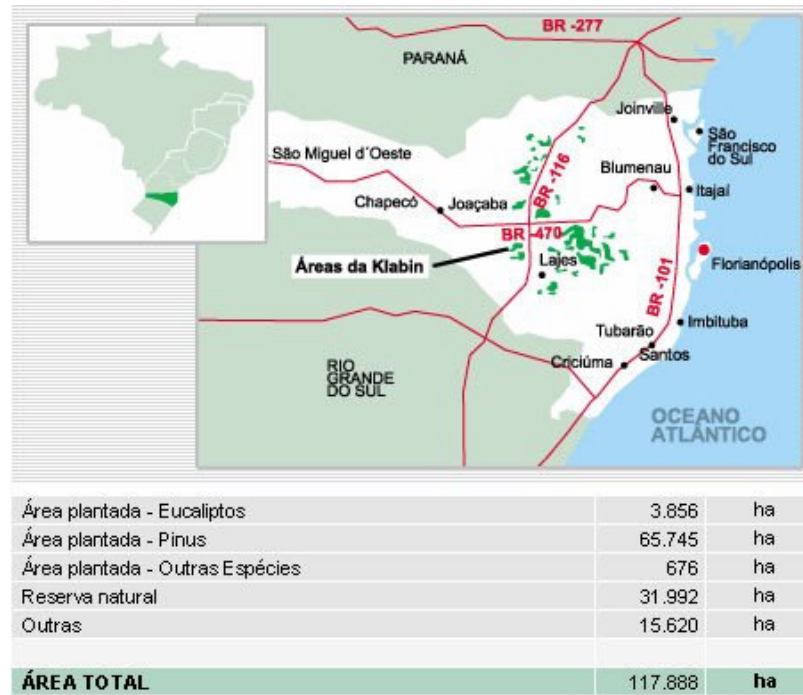 BR -277
PARANÁ
Joinville
São
Francisco
do Sul
São Miguel d´Oeste
BR -116
Blumenau
Itajaí
Chapecó
Joaçaba
BR -470
Áreas da Klabin
Lajes
Florianópolis
BR -101
Imbituba
Tubarão
Santos
Criciúma
RIO
GRANDE
DO SUL
OCEANO
ATLÂNTICO
Área plantada - Eucaliptos 3.856 ha
Área plantada - Pinus 65.745 ha
Área plantada - Outras Espécies 676 ha
Reserva natural 31.992 ha
Outras 15.620 ha
ÁREA TOTAL 117.888 ha